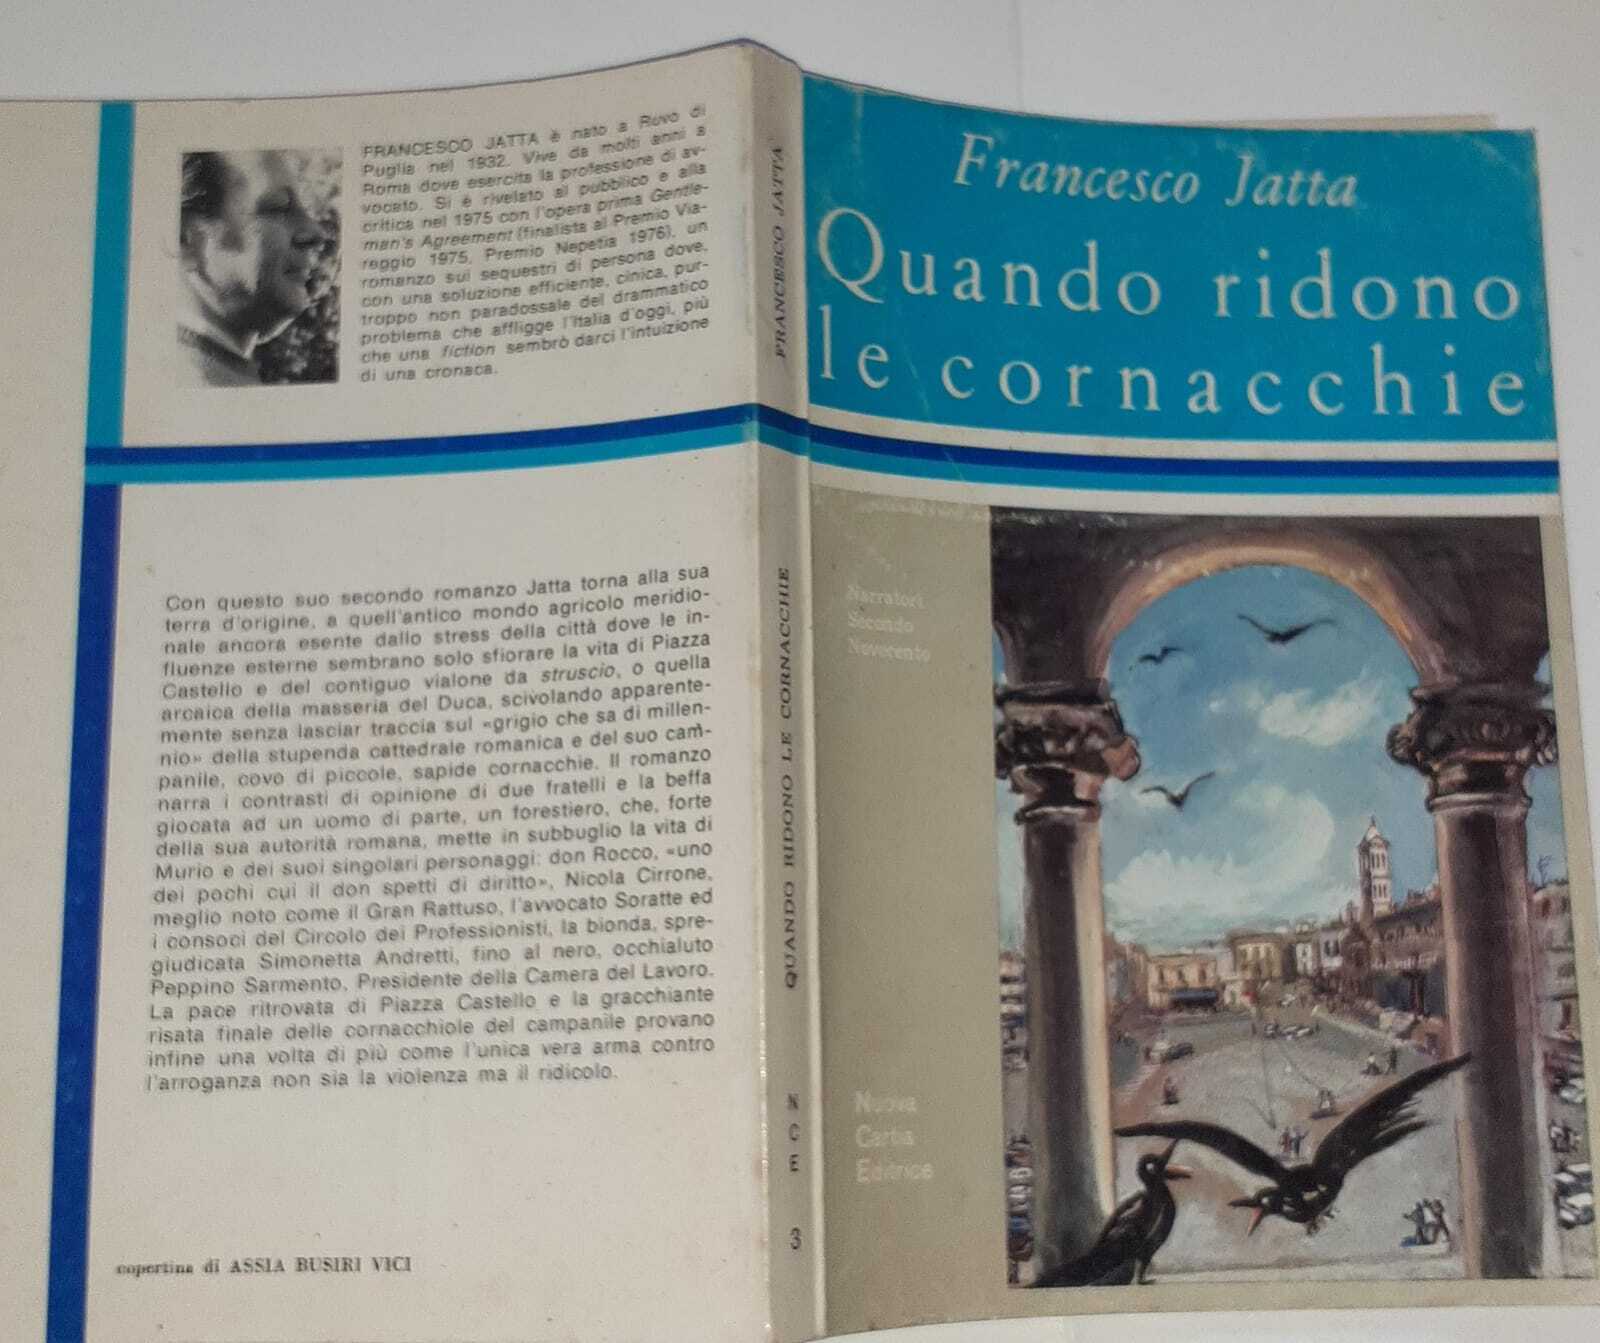 FRANCESCO JATTA è nato a Ruvo di
Puglia nel 1932. Vive da molti anni a
Roma dove esercita la professione di av-
vocato. Si è rivelato al pubblico e alla
critica nel 1975 con l'opera prima Gentle-
man's Agreement (finalista al Premio Via-
reggio 1975, Premio Nepetia 1976), un
romanzo sui sequestri di persona dove,
con una soluzione efficiente, cinica, pur-
troppo non paradossale del drammatico
problema che affligge l'Italia d'oggi, più
che una fiction sembrò darci l'intuizione
di una cronaca.
Con questo suo secondo romanzo Jatta torna alla sua
terra d'origine, a quell'antico mondo agricolo meridio-
nale ancora esente dallo stress della città dove le in-
fluenze esterne sembrano solo sfiorare la vita di Piazza
Castello e del contiguo vialone da struscio, o quella
arcaica della masseria del Duca, scivolando apparente-
mente senza lasciar traccia sul «grigio che sa di millen-
nio» della stupenda cattedrale romanica e del suo cam-
panile, covo di piccole, sapide cornacchie. Il romanzo
narra i contrasti di opinione di due fratelli e la beffa
giocata ad un uomo di parte, un forestiero, che, forte
della sua autorità romana, mette in subbuglio la vita di
Murio e dei suoi singolari personaggi: don Rocco, «uno
dei pochi cui il don spetti di diritto», Nicola Cirrone,
meglio noto come il Gran Rattuso, l'avvocato Soratte ed
i consoci del Circolo dei Professionisti, la bionda, spre-
giudicata Simonetta Andretti, fino al nero, occhialuto
Peppino Sarmento, Presidente della Camera del Lavoro.
La pace ritrovata di Piazza Castello e la gracchiante
risata finale delle cornacchiole del campanile provano
infine una volta di più come l'unica vera arma contro
l'arroganza non sia la violenza ma il ridicolo.
copertina di ASSIA BUSIRI VICI
FRANCESCO JATTA
QUANDO RIDONO LE CORNACCHIE
N
C
E
3
Francesco Jatta
Quando ridono
le cornacchie
Narratori
Secondo
Novecento
Nuova
Cartia
Editrice